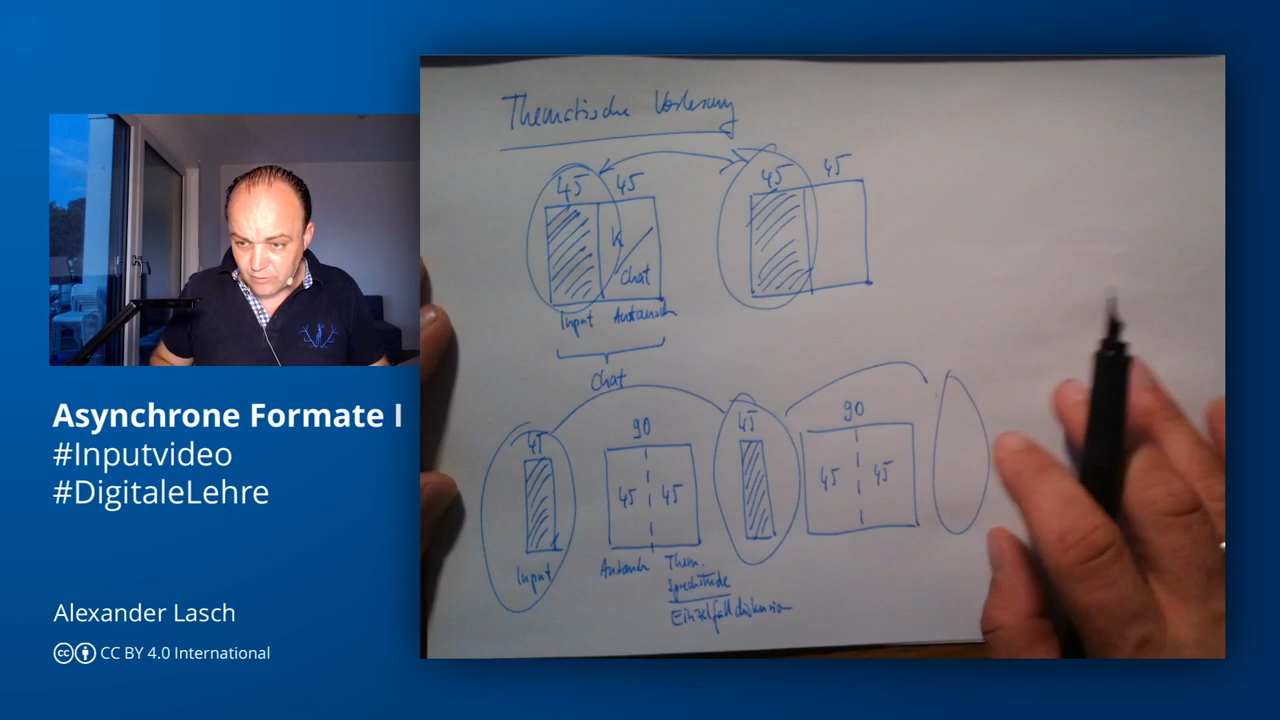 Thematische Vorlesung
45 45
45 45
K
Chat
Input Austausch
Chat
45
90
45
90
45 45
45 45
Input
Austausch Them.
Sprechstunde
Einzelfalldiskussion
Asynchrone Formate I
#Inputvideo
#DigitaleLehre
Alexander Lasch
CC BY 4.0 International